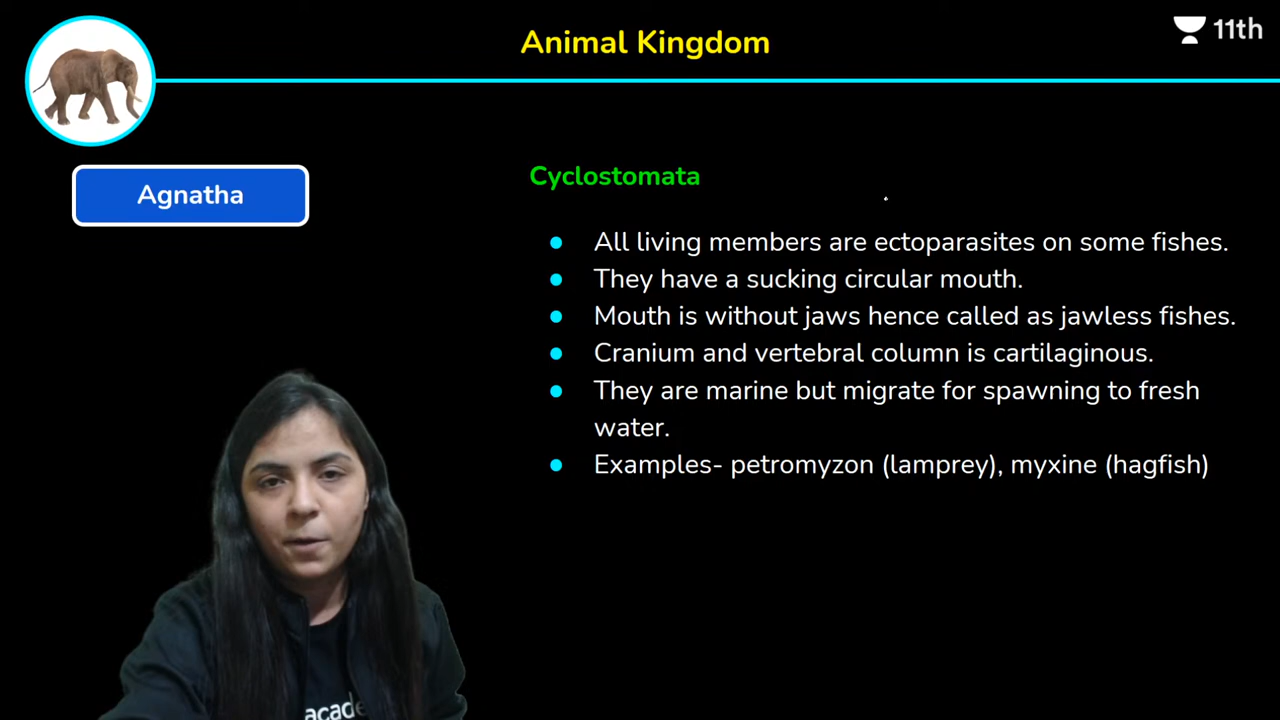 Animal Kingdom
11th
Agnatha
Cyclostomata
All living members are ectoparasites on some fishes.
They have a sucking circular mouth.
Mouth is without jaws hence called as jawless fishes.
Cranium and vertebral column is cartilaginous.
They are marine but migrate for spawning to fresh
water.
Examples- petromyzon (lamprey), myxine (hagfish)